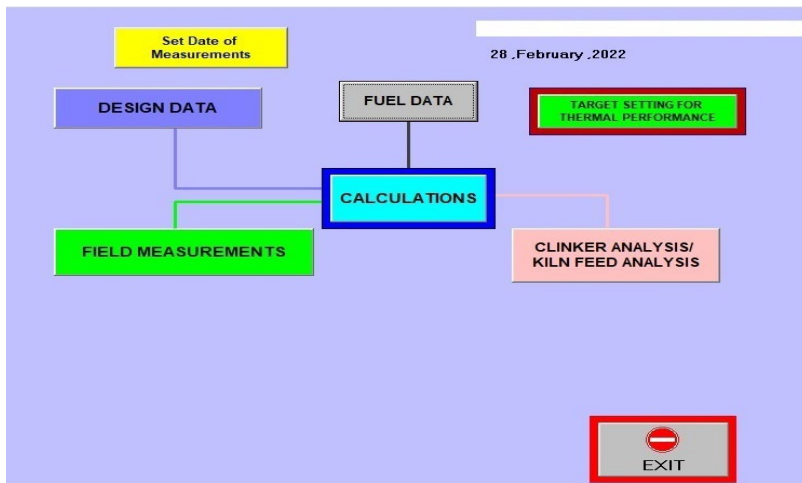 Set Date of
Measurements
28 ,February ,2022
DESIGN DATA
FUEL DATA
TARGET SETTING FOR
THERMAL PERFORMANCE
CALCULATIONS
FIELD MEASUREMENTS
CLINKER ANALYSIS/
KILN FEED ANALYSIS
EXIT